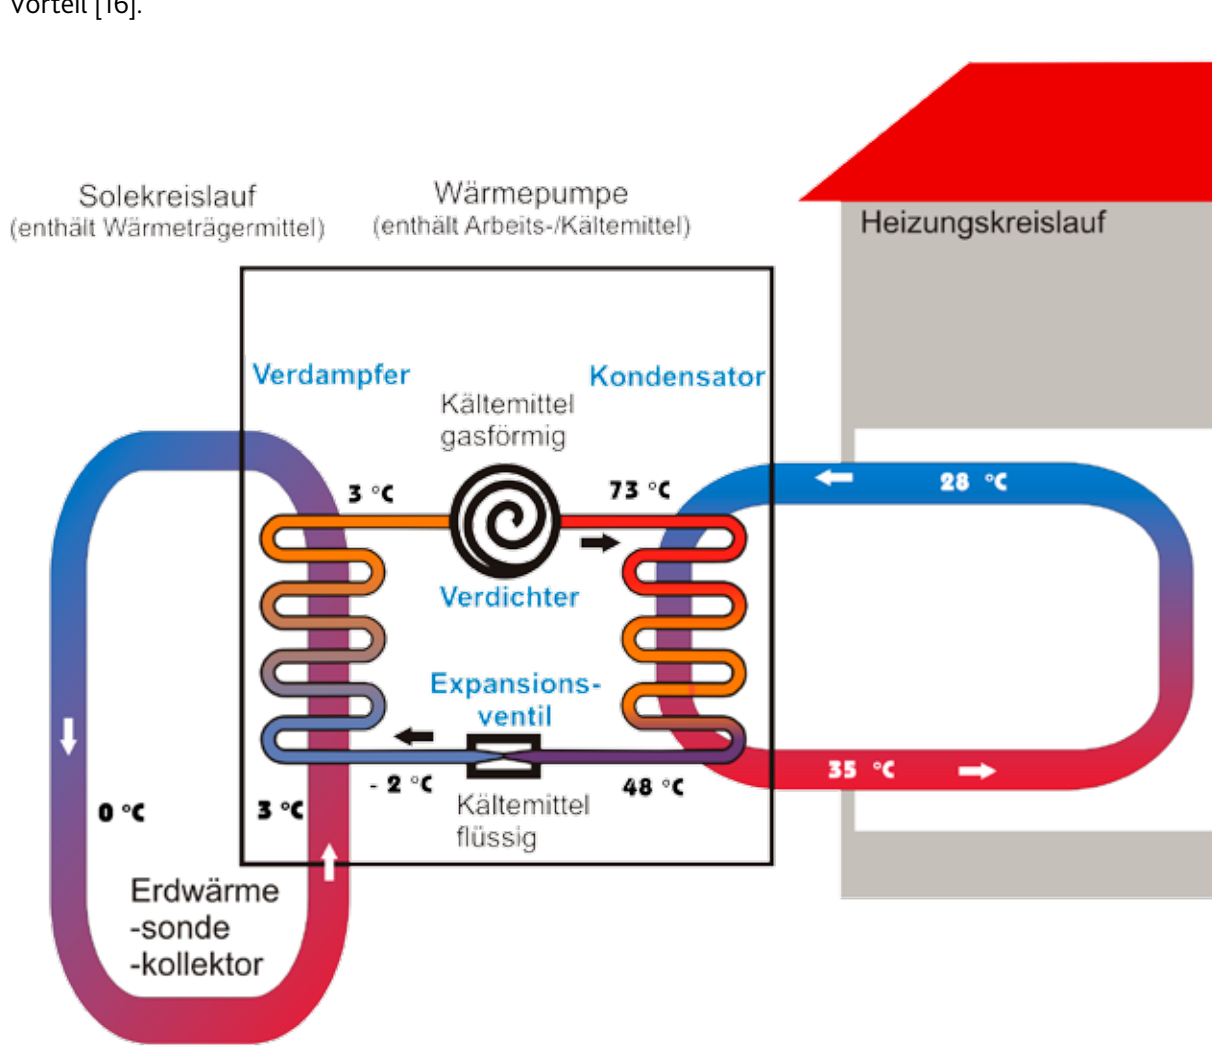 Vorteil [16].
Solekreislauf
(enthält Wärmeträgermittel)
Wärmepumpe
(enthält Arbeits-/Kältemittel)
Heizungskreislauf
Verdampfer
Kondensator
Kältemittel
gasförmig
3 °C
73 °C
28 °C
Verdichter
Expansions-
ventil
- 2 °C
48 °C
35 °C
Kältemittel
flüssig
0 °C
3 °C
Erdwärme
-sonde
-kollektor